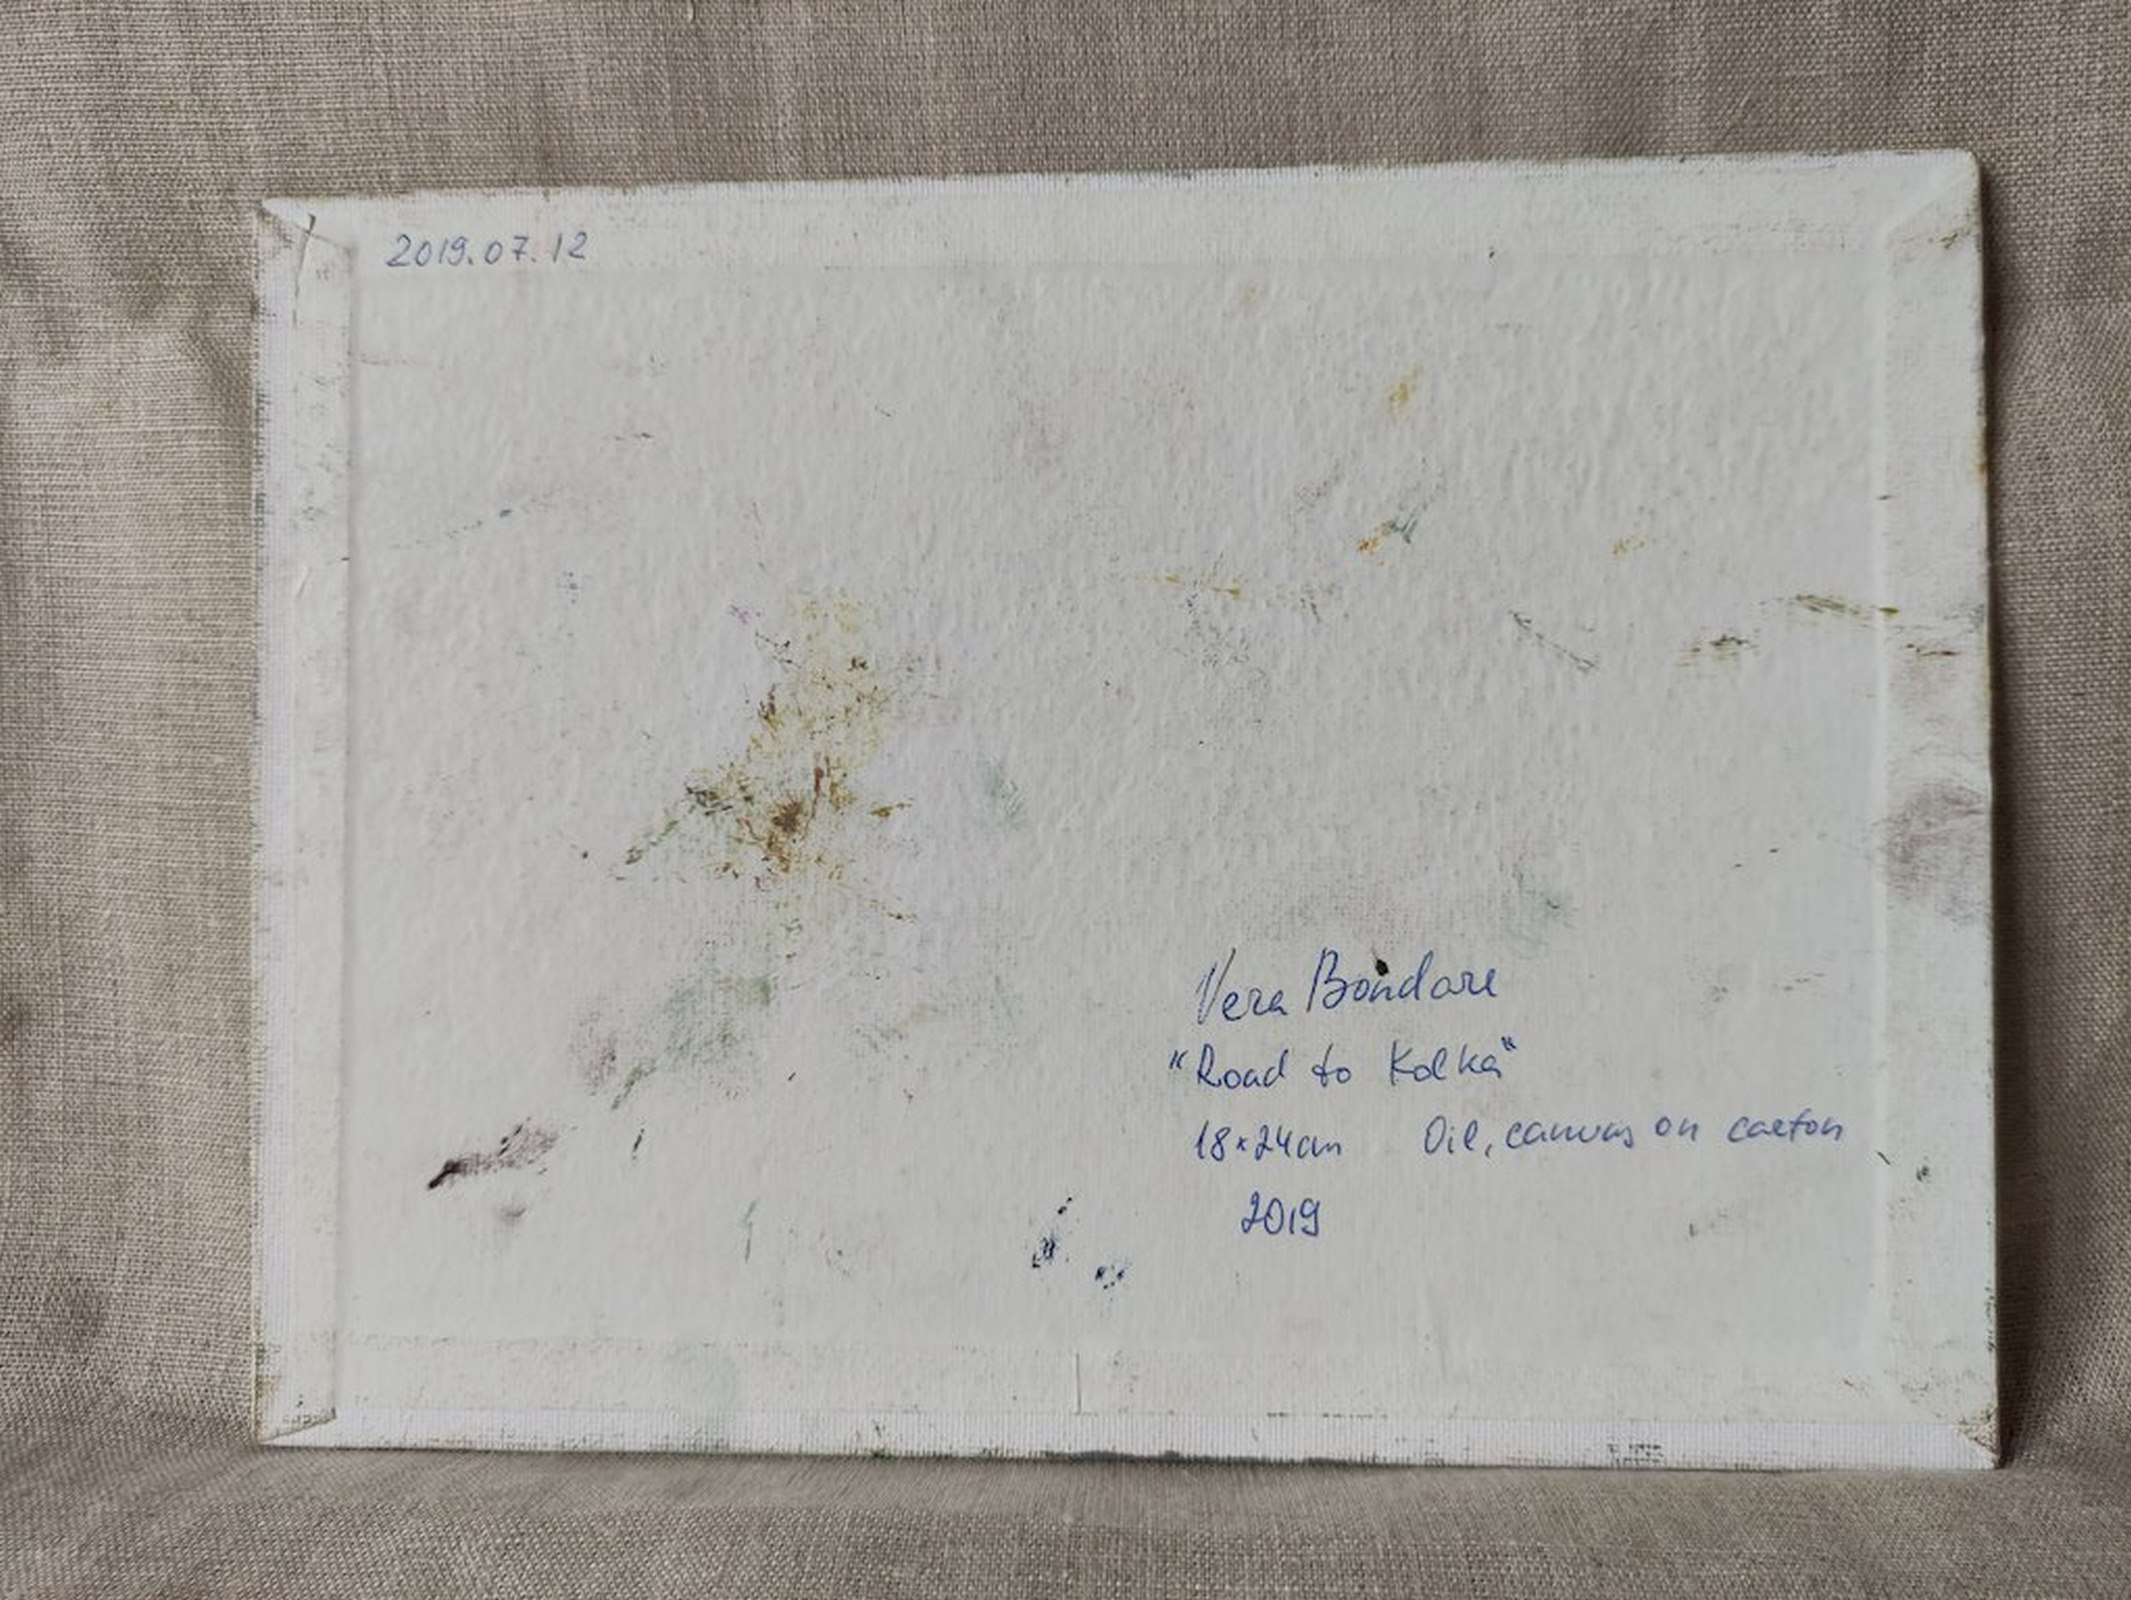 2019.07.12
Vera Bondare
"Road to Kolka"
18×24cm Oil, canvas on carton
2019